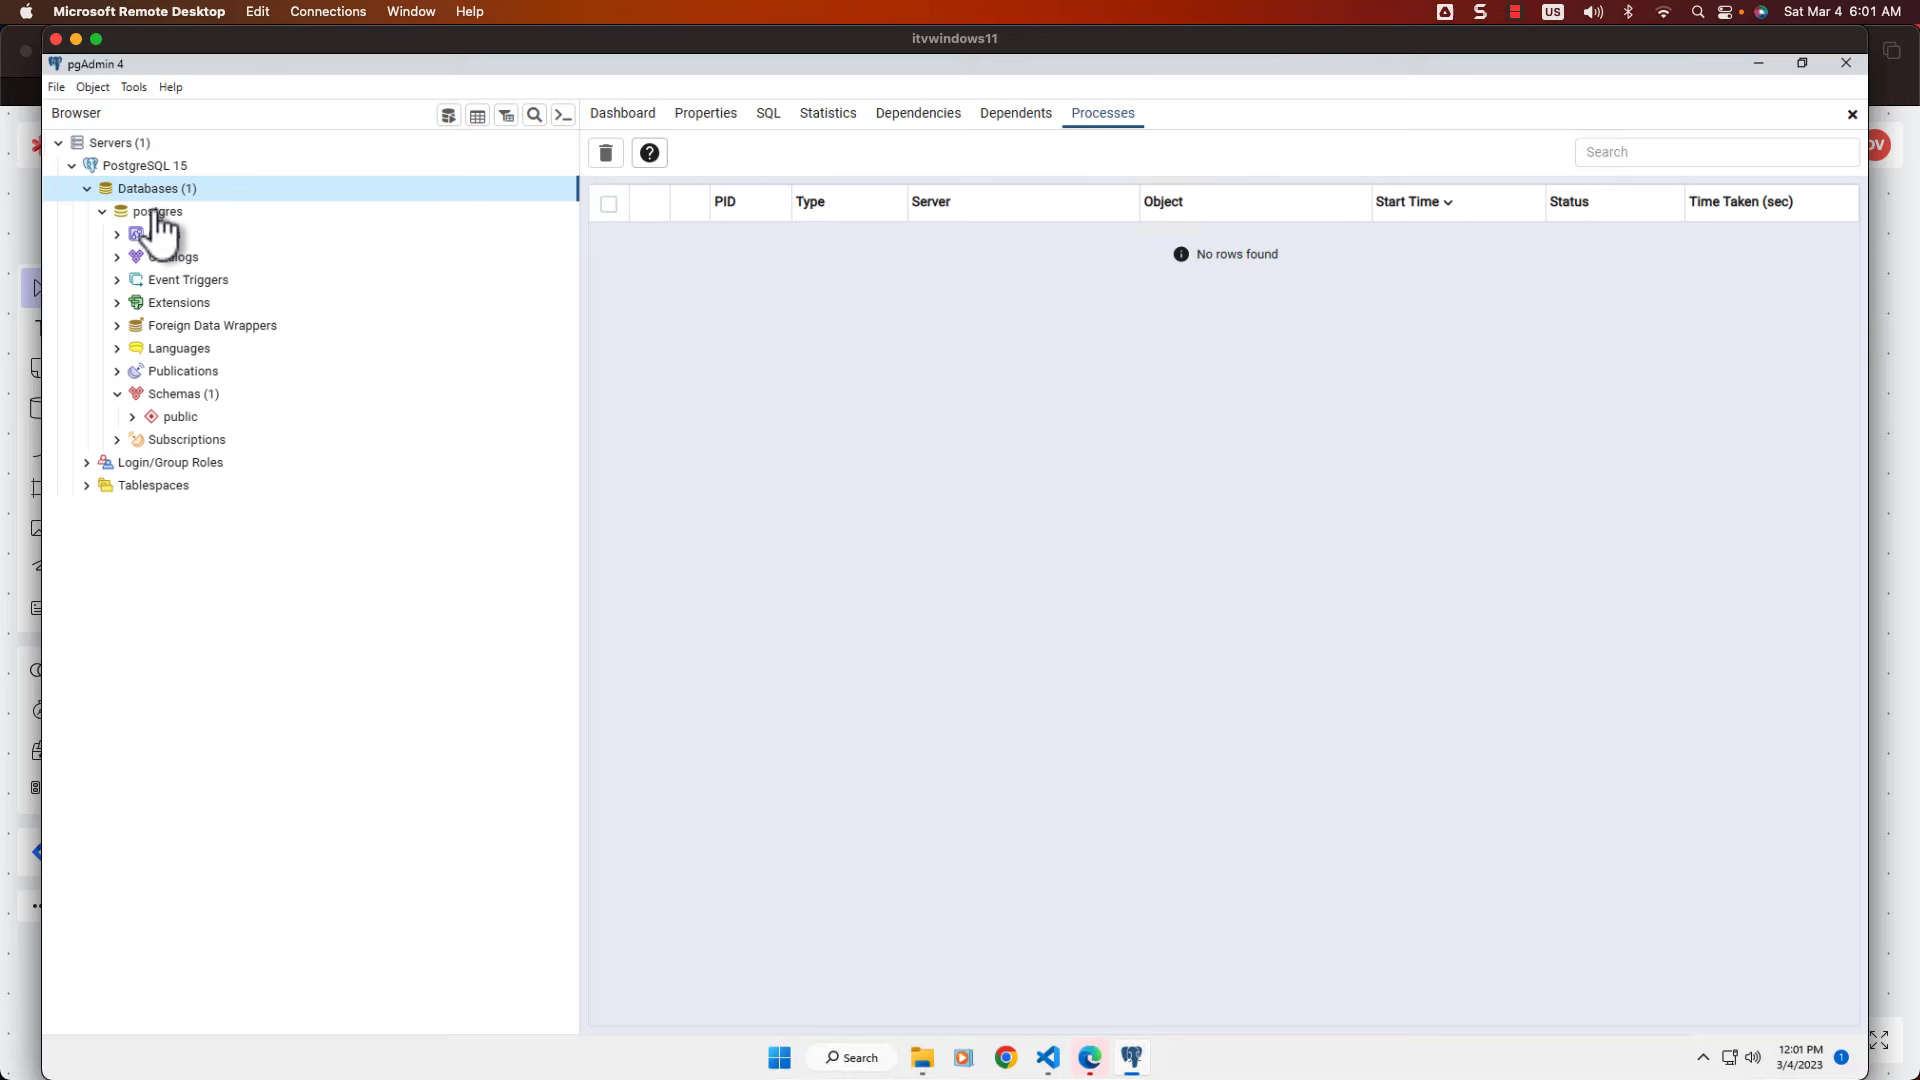 Microsoft Remote Desktop Edit Connections Window Help
US Sat Mar 4 6:01 AM
itvwindows11
pgAdmin 4
File Object Tools Help
Browser
Dashboard Properties SQL Statistics Dependencies Dependents Processes
Servers (1)
PostgreSQL 15
Databases (1)
postgres
Event Triggers
Extensions
Foreign Data Wrappers
Languages
Publications
Schemas (1)
public
Subscriptions
Login/Group Roles
Tablespaces
Search
PID Type Server Object Start Time Status Time Taken (sec)
No rows found
Search
12:01 PM
3/4/2023
1